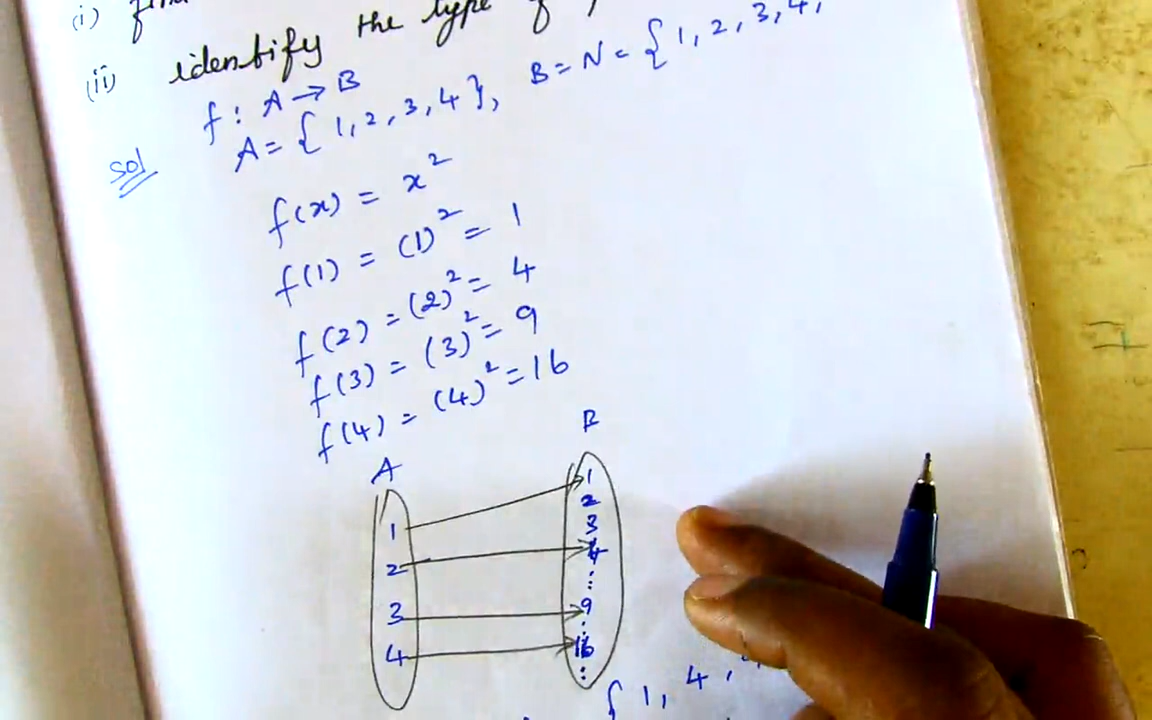 (i) find
(ii) identify the type of
f : A → B
sol A = { 1, 2, 3, 4 }, B = N = { 1, 2, 3, 4,
f(x) = x²
f(1) = (1)² = 1
f(2) = (2)² = 4
f(3) = (3)² = 9
f(4) = (4)² = 16
A B
1 1
2 2
3 3
4 4
⋮
9
⋮
16
⋮
{ 1, 4,